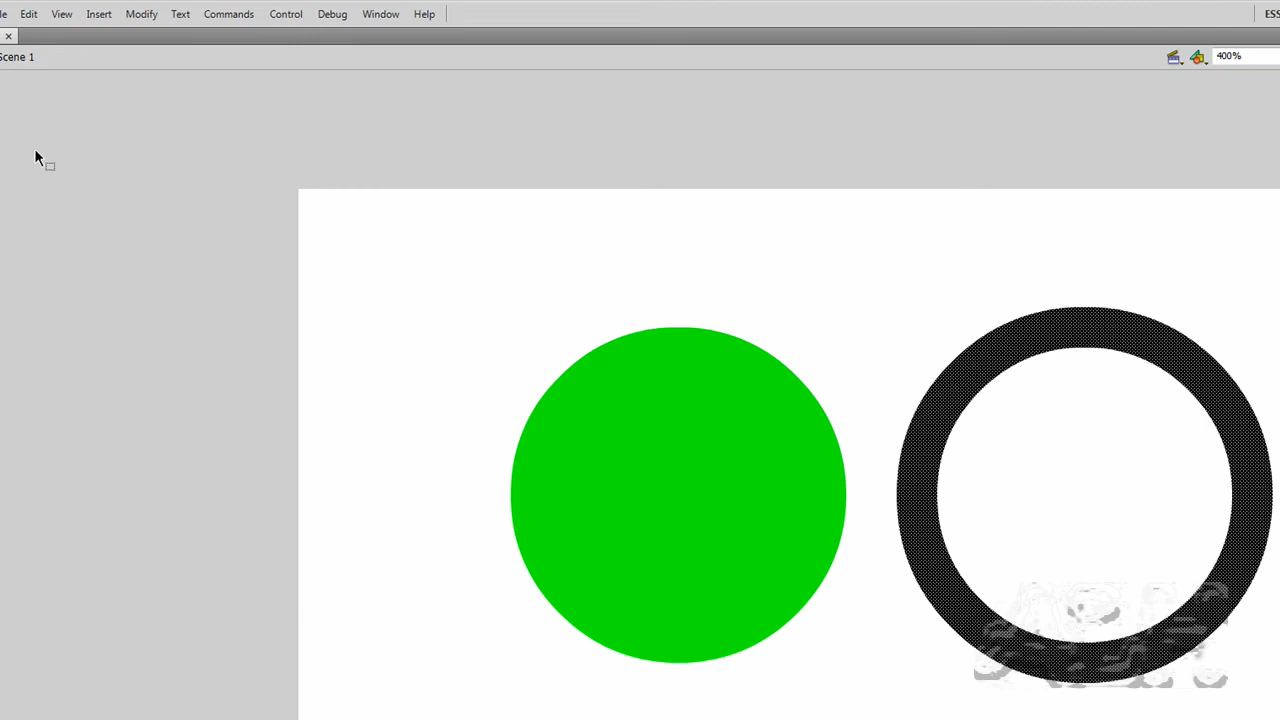 le Edit View Insert Modify Text Commands Control Debug Window Help ESS
Scene 1 400%